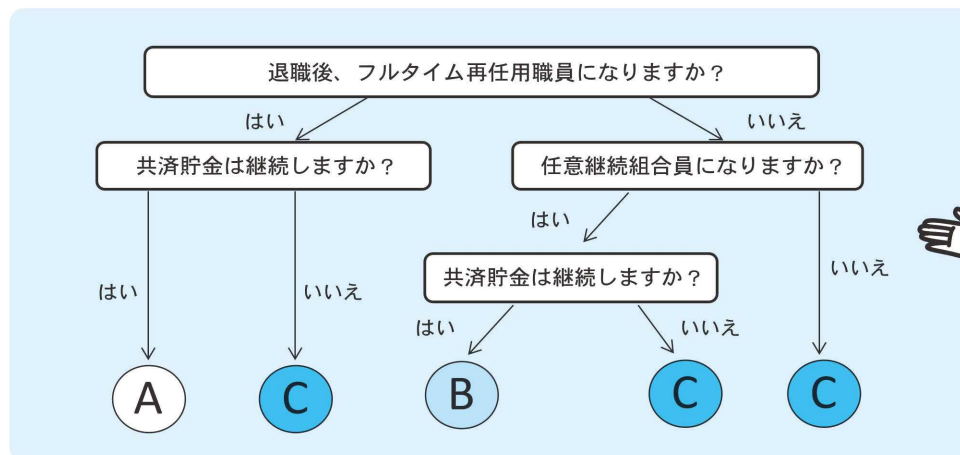 退職後、フルタイム再任用職員になりますか？
はい
いいえ
共済貯金は継続しますか？
任意継続組合員になりますか？
はい
いいえ
はい
共済貯金は継続しますか？
いいえ
はい
いいえ
A
C
B
C
C